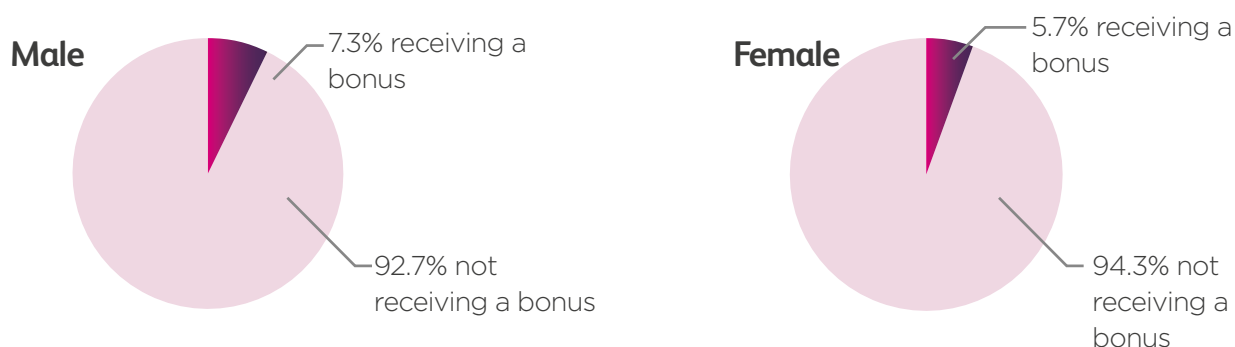 Male
7.3% receiving a
bonus
92.7% not
receiving a bonus
Female
5.7% receiving a
bonus
94.3% not
receiving a
bonus